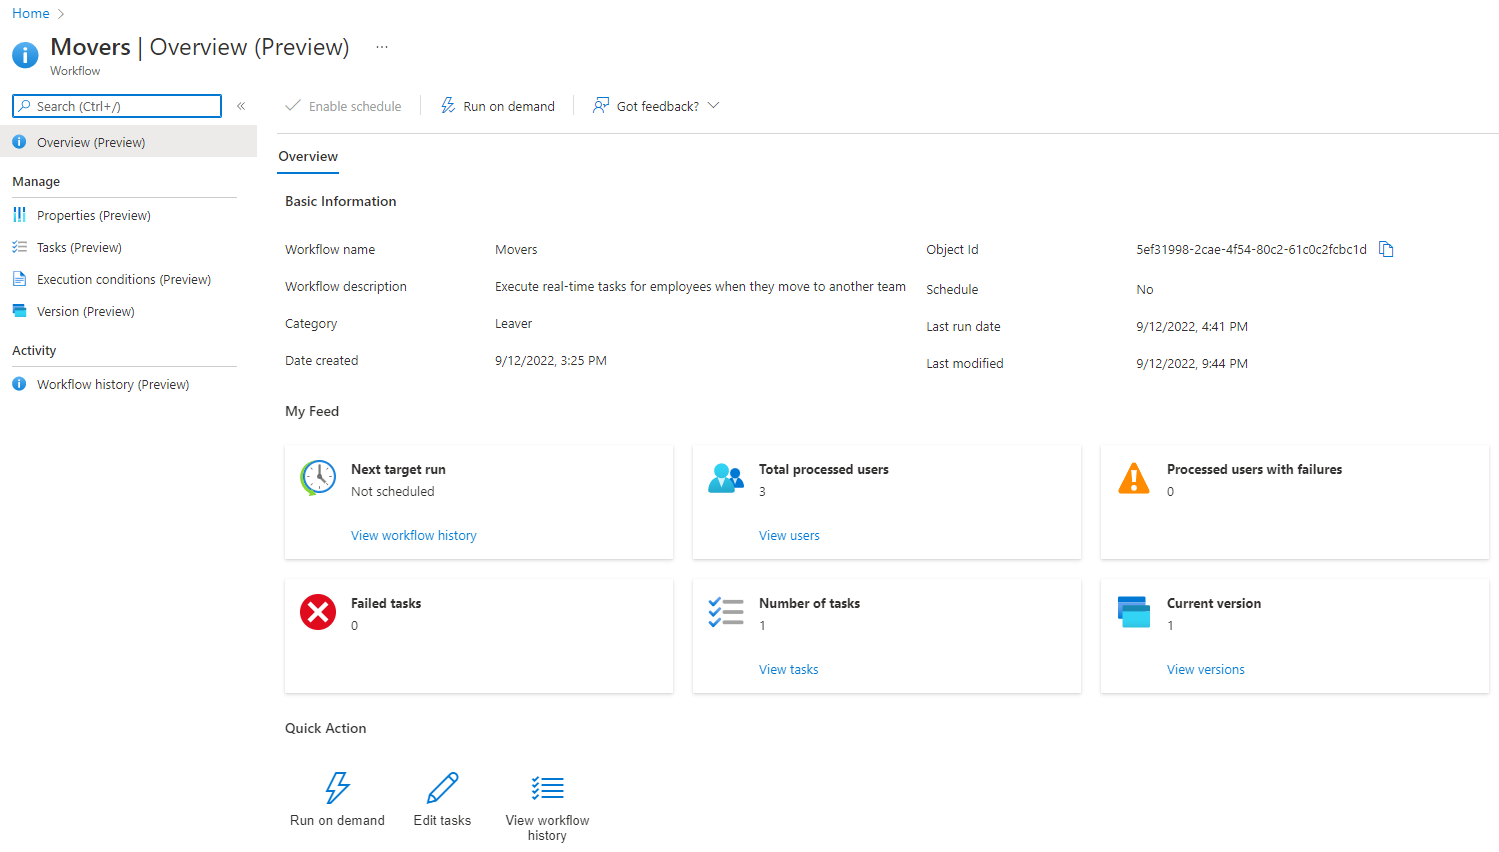 Home
Movers | Overview (Preview) ...
Workflow
Search (Ctrl+/)
Enable schedule
Run on demand
Got feedback?
Overview (Preview)
Manage
Properties (Preview)
Tasks (Preview)
Execution conditions (Preview)
Version (Preview)
Activity
Workflow history (Preview)
Overview
Basic Information
Workflow name Movers
Workflow description Execute real-time tasks for employees when they move to another team
Category Leaver
Date created 9/12/2022, 3:25 PM
Object Id 5ef31998-2cae-4f54-80c2-61c0c2fcbc1d
Schedule No
Last run date 9/12/2022, 4:41 PM
Last modified 9/12/2022, 9:44 PM
My Feed
Next target run
Not scheduled
View workflow history
Total processed users
3
View users
Processed users with failures
0
Failed tasks
0
Number of tasks
1
View tasks
Current version
1
View versions
Quick Action
Run on demand
Edit tasks
View workflow
history